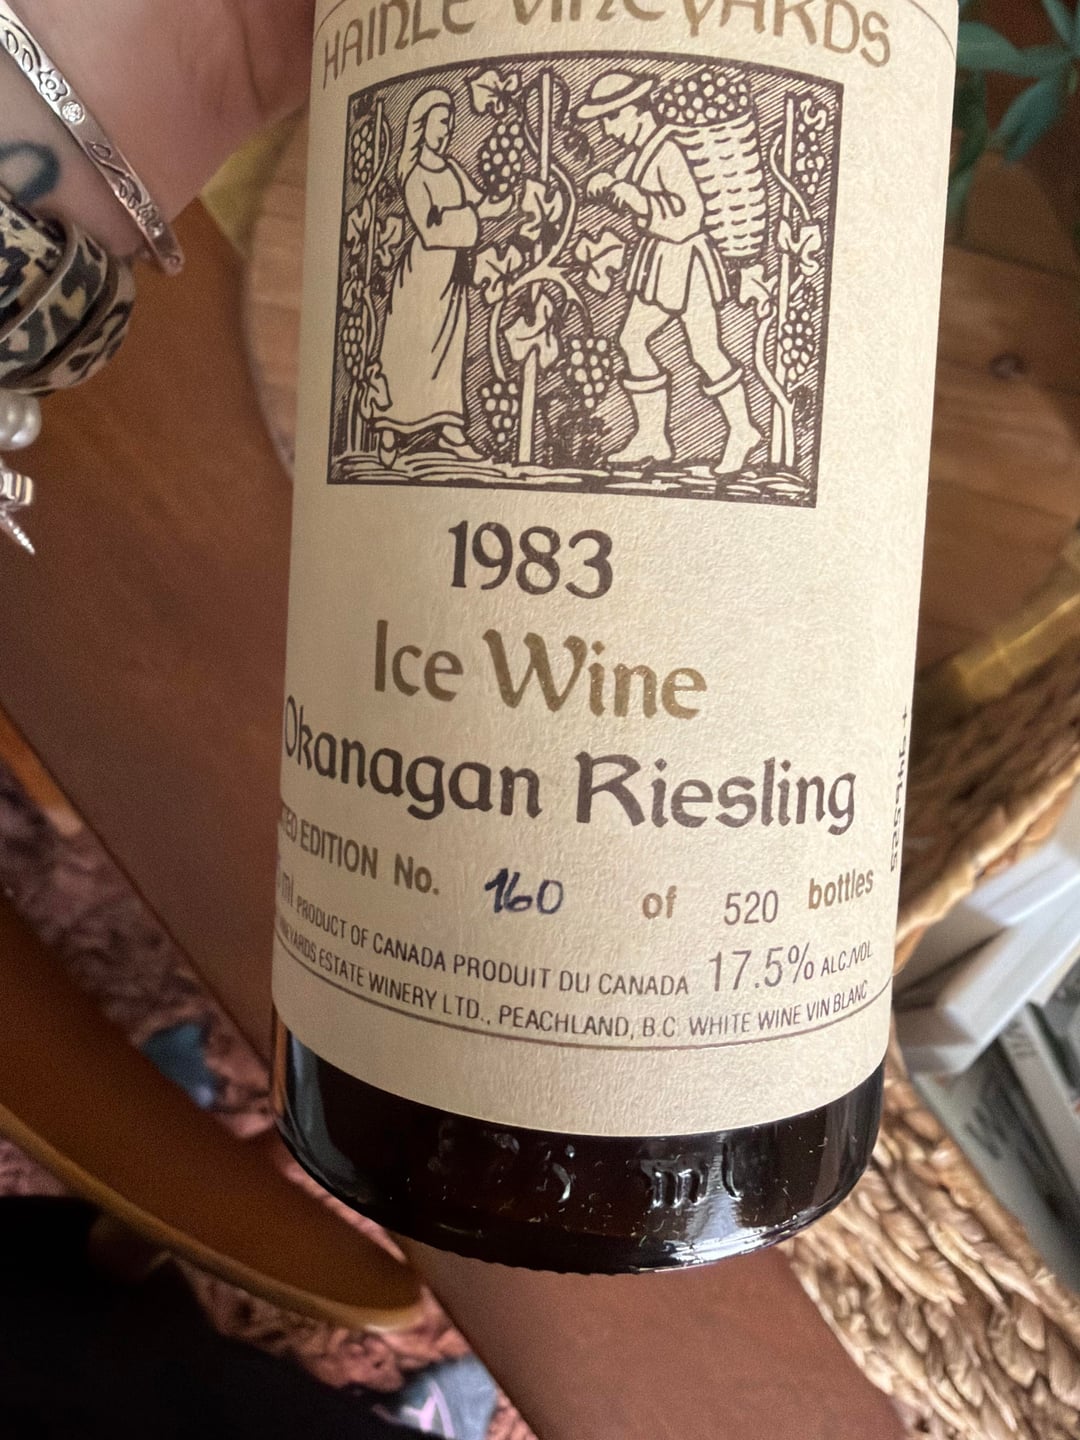 HAINLE VINEYARDS
1983
Ice Wine
Okanagan Riesling
EDITION No. 160 of 520 bottles
ml PRODUCT OF CANADA PRODUIT DU CANADA 17.5% ALC./VOL
ESTATE WINERY LTD., PEACHLAND, B.C. WHITE WINE VIN BLANC